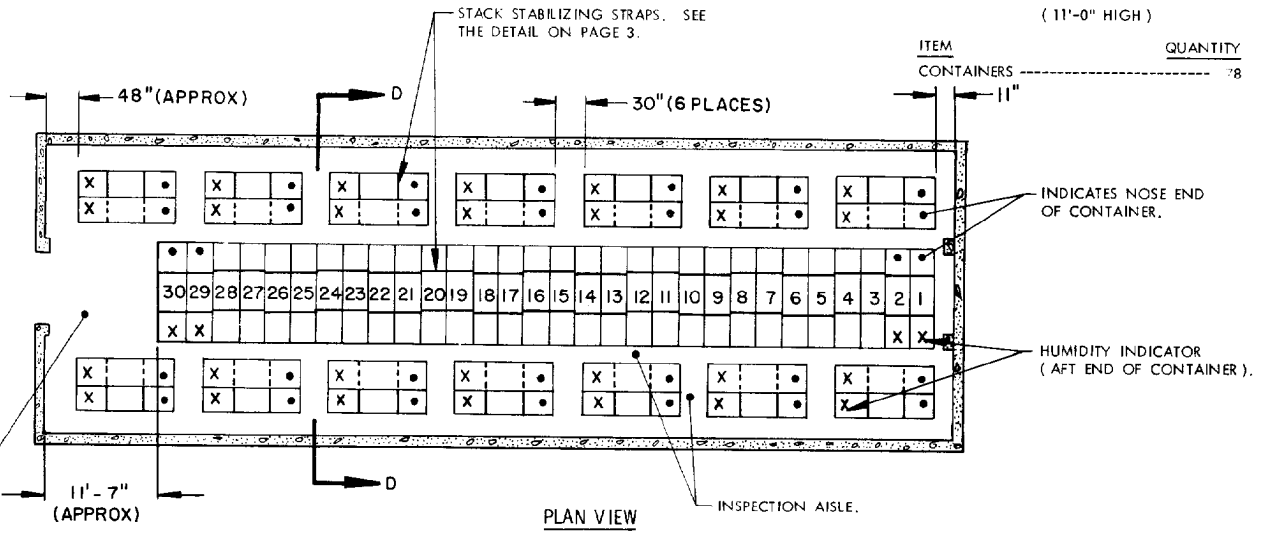 STACK STABILIZING STRAPS. SEE
THE DETAIL ON PAGE 3.
( 11'-0" HIGH )
ITEM QUANTITY
CONTAINERS ------------------------------ 78
48" (APPROX)
D
30" (6 PLACES)
11"
X X X X X X X
X X X X X X X
INDICATES NOSE END
OF CONTAINER.
30 29 28 27 26 25 24 23 22 21 20 19 18 17 16 15 14 13 12 11 10 9 8 7 6 5 4 3 2 1
X X X X
HUMIDITY INDICATOR
( AFT END OF CONTAINER ).
X X X X X X X
X X X X X X X
11'- 7"
(APPROX)
D
INSPECTION AISLE.
PLAN VIEW